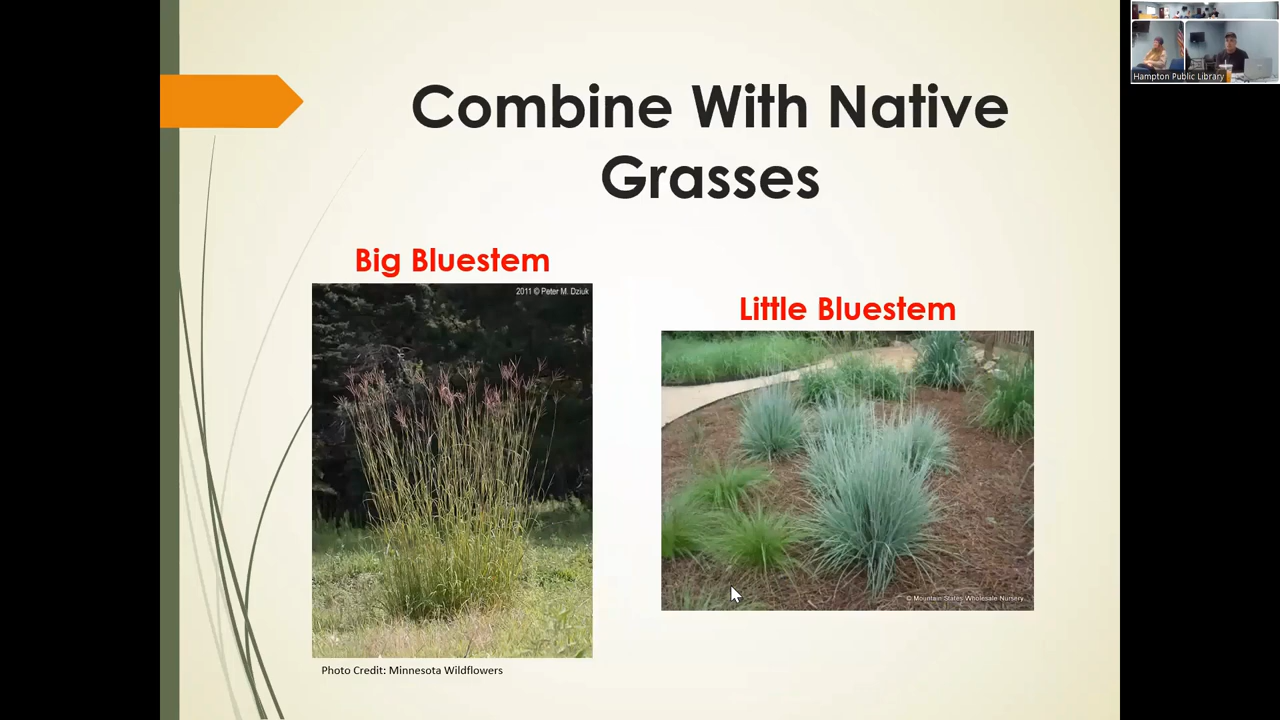 Hampton Public Library
Combine With Native
Grasses
Big Bluestem
2011 © Peter M. Dziuk
Little Bluestem
© Mountain States Wholesale Nursery
Photo Credit: Minnesota Wildflowers